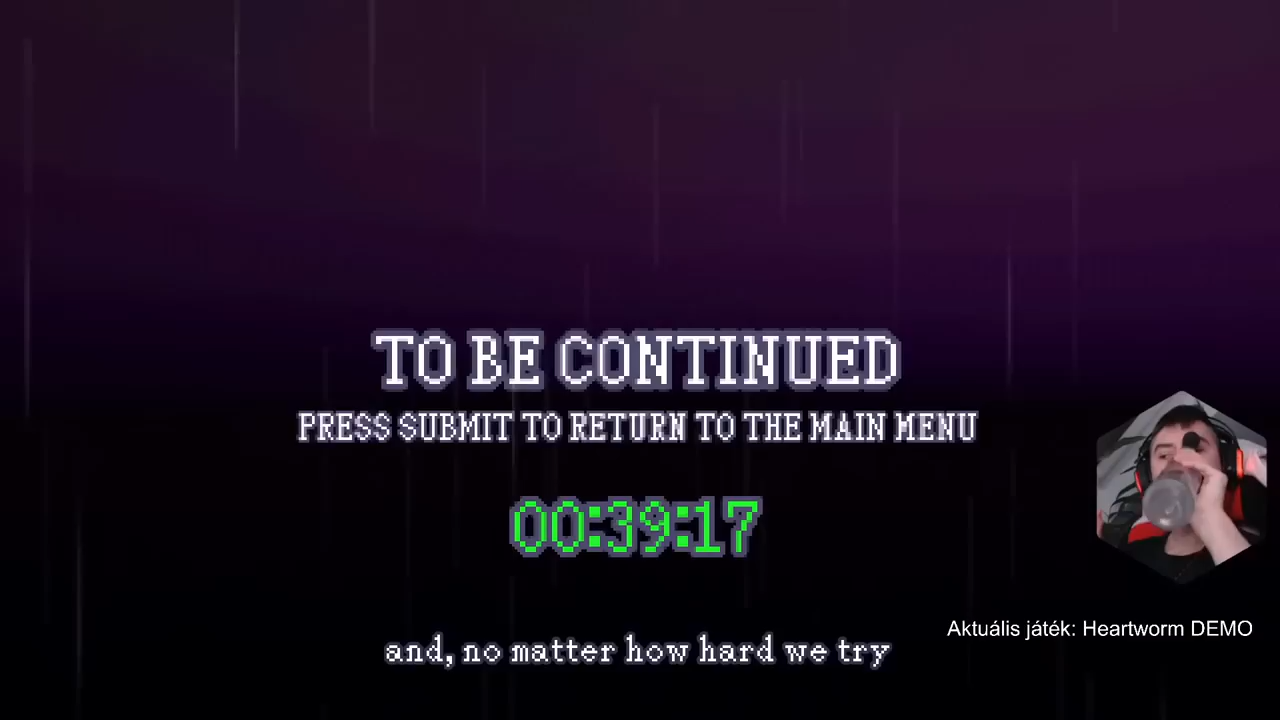 TO BE CONTINUED
PRESS SUBMIT TO RETURN TO THE MAIN MENU
00:39:17
Aktuális játék: Heartworm DEMO
and, no matter how hard we try